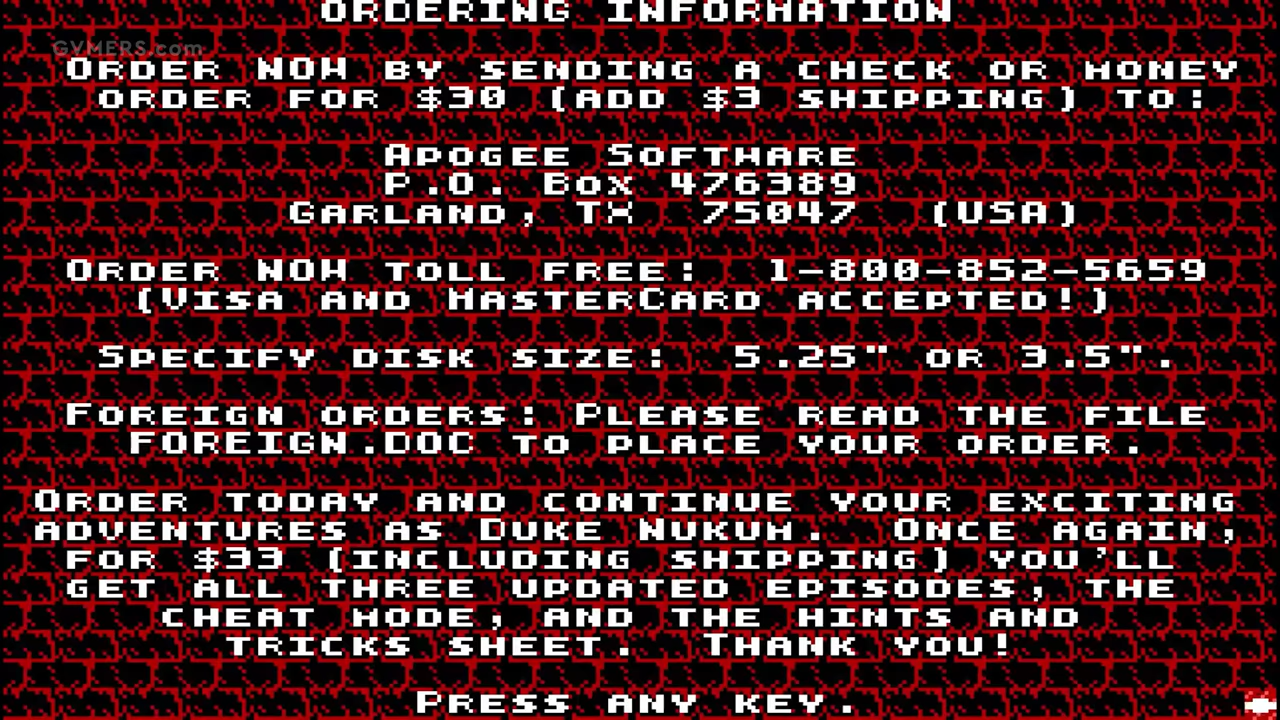 ORDERING INFORMATION
GVMERS.com
ORDER NOW BY SENDING A CHECK OR MONEY
ORDER FOR $30 (ADD $3 SHIPPING) TO:
APOGEE SOFTWARE
P.O. BOX 476389
GARLAND, TX 75047 (USA)
ORDER NOW TOLL FREE: 1-800-852-5659
(VISA AND MASTERCARD ACCEPTED!)
SPECIFY DISK SIZE: 5.25" OR 3.5".
FOREIGN ORDERS: PLEASE READ THE FILE
FOREIGN.DOC TO PLACE YOUR ORDER.
ORDER TODAY AND CONTINUE YOUR EXCITING
ADVENTURES AS DUKE NUKUM. ONCE AGAIN,
FOR $33 (INCLUDING SHIPPING) YOU'LL
GET ALL THREE UPDATED EPISODES, THE
CHEAT MODE, AND THE HINTS AND
TRICKS SHEET. THANK YOU!
PRESS ANY KEY.